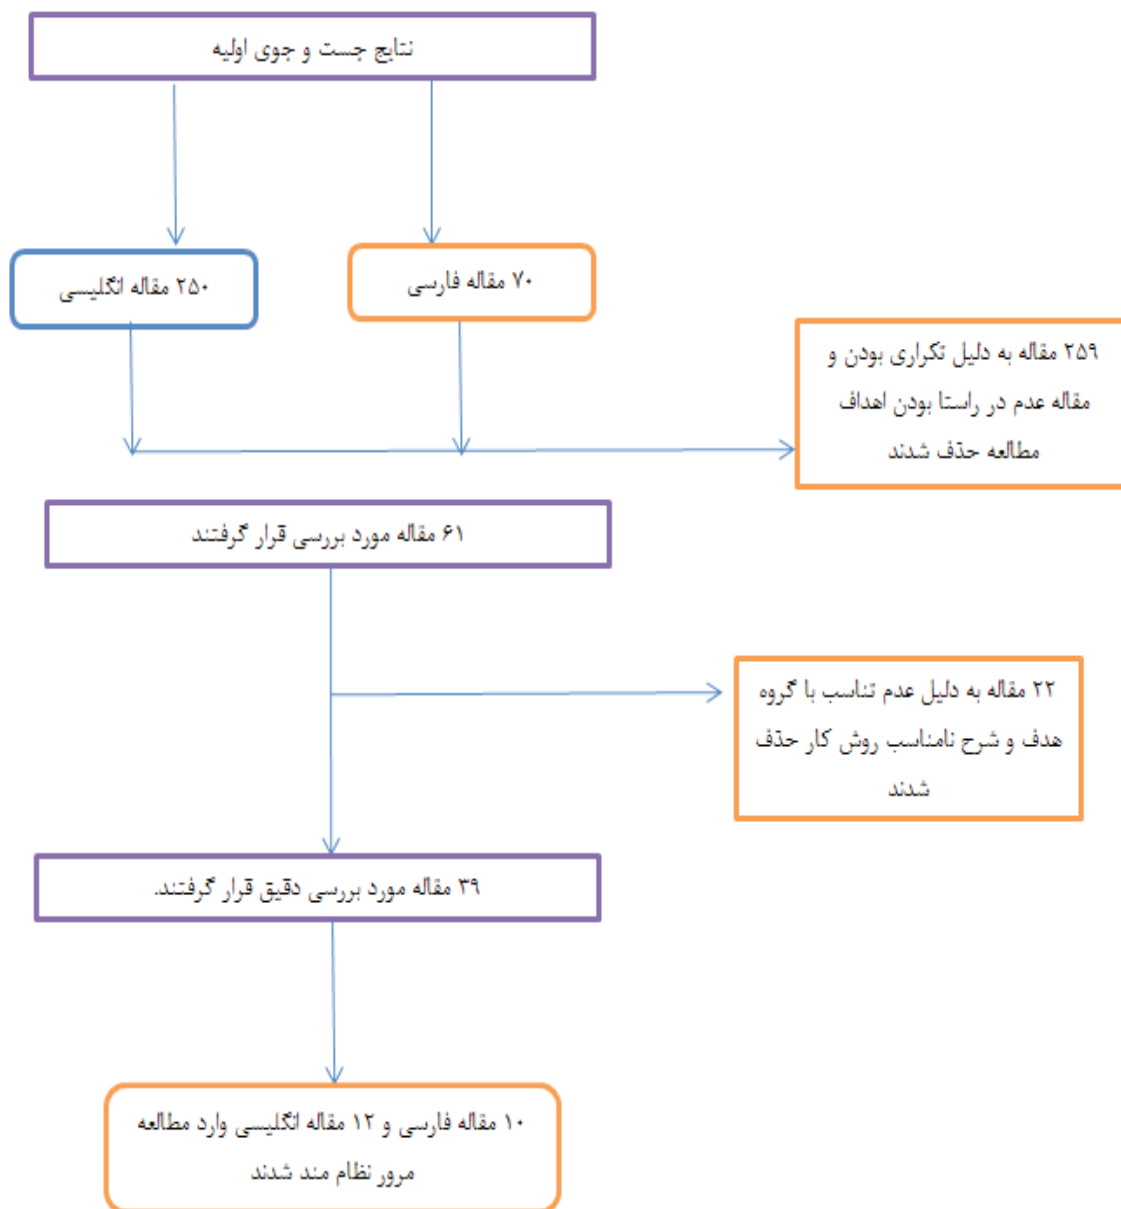 نتایج جست و جوی اولیه
۷۰ مقاله فارسی
۲۵۰ مقاله انگلیسی
۲۵۹ مقاله به دلیل تکراری بودن و
مقاله عدم در راستا بودن اهداف
مطالعه حذف شدند
۶۱ مقاله مورد بررسی قرار گرفتند
۲۲ مقاله به دلیل عدم تناسب با گروه
هدف و شرح نامناسب روش کار حذف
شدند
۳۹ مقاله مورد بررسی دقیق قرار گرفتند.
۱۰ مقاله فارسی و ۱۲ مقاله انگلیسی وارد مطالعه
مرور نظام مند شدند